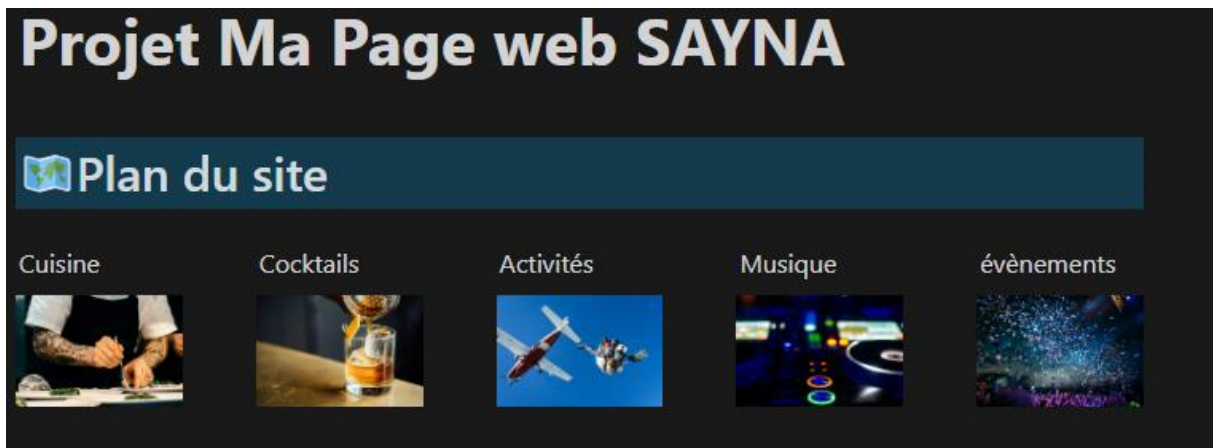 Projet Ma Page web SAYNA
Plan du site
Cuisine
Cocktails
Activités
Musique
évènements